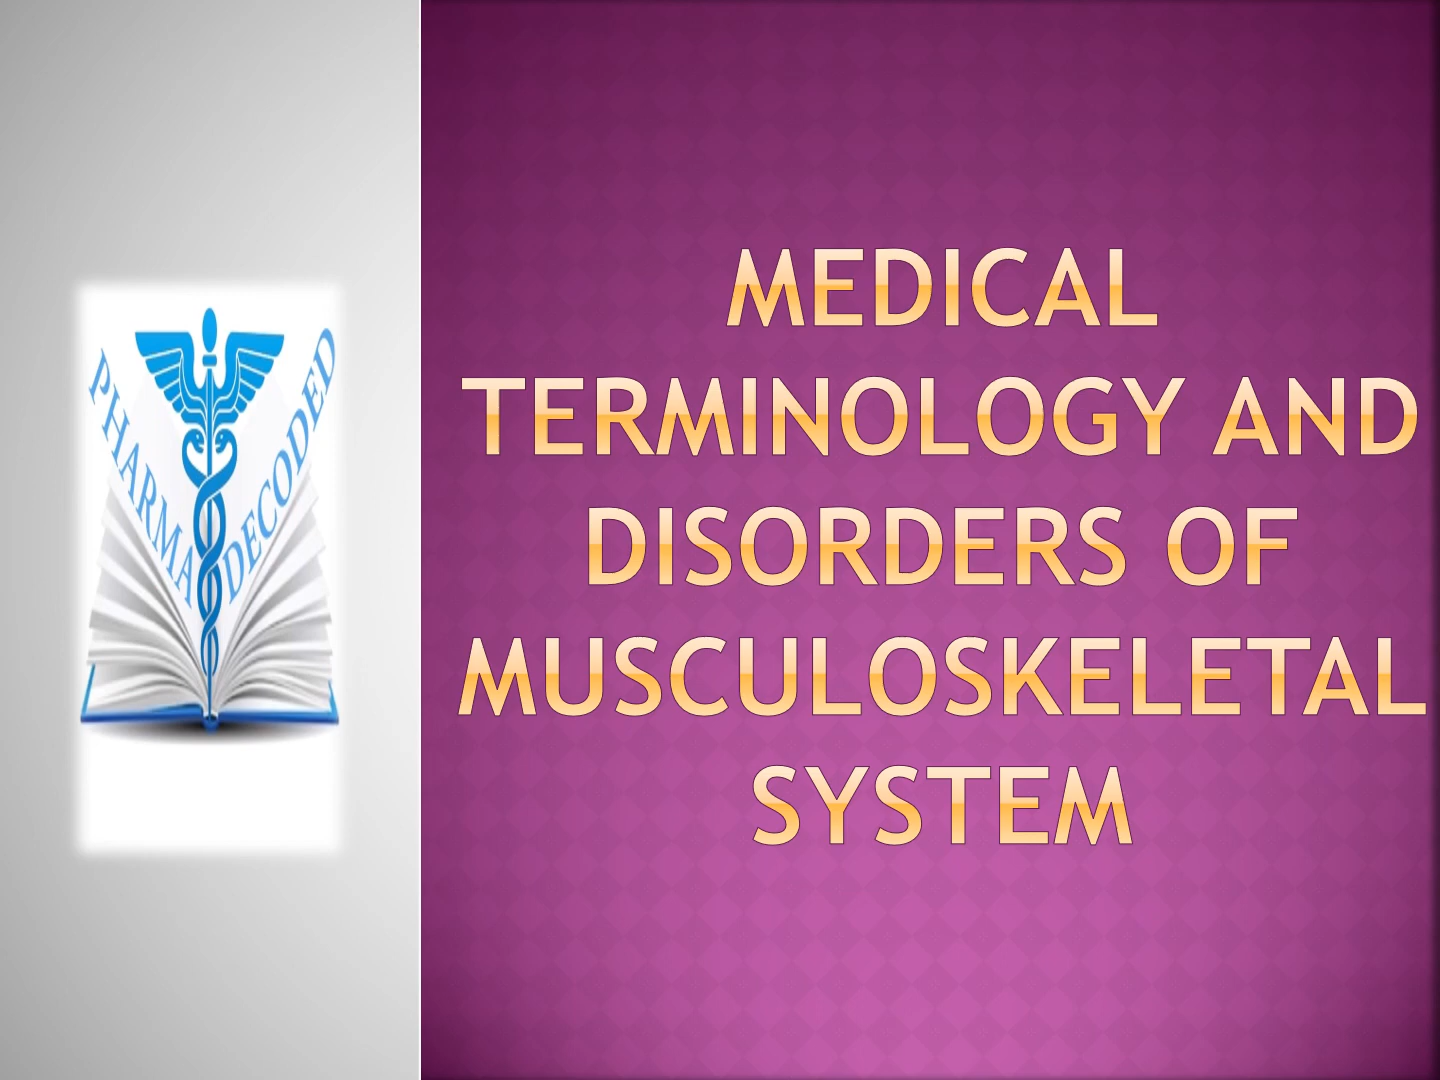 PHARMA DECODED
MEDICAL
TERMINOLOGY AND
DISORDERS OF
MUSCULOSKELETAL
SYSTEM